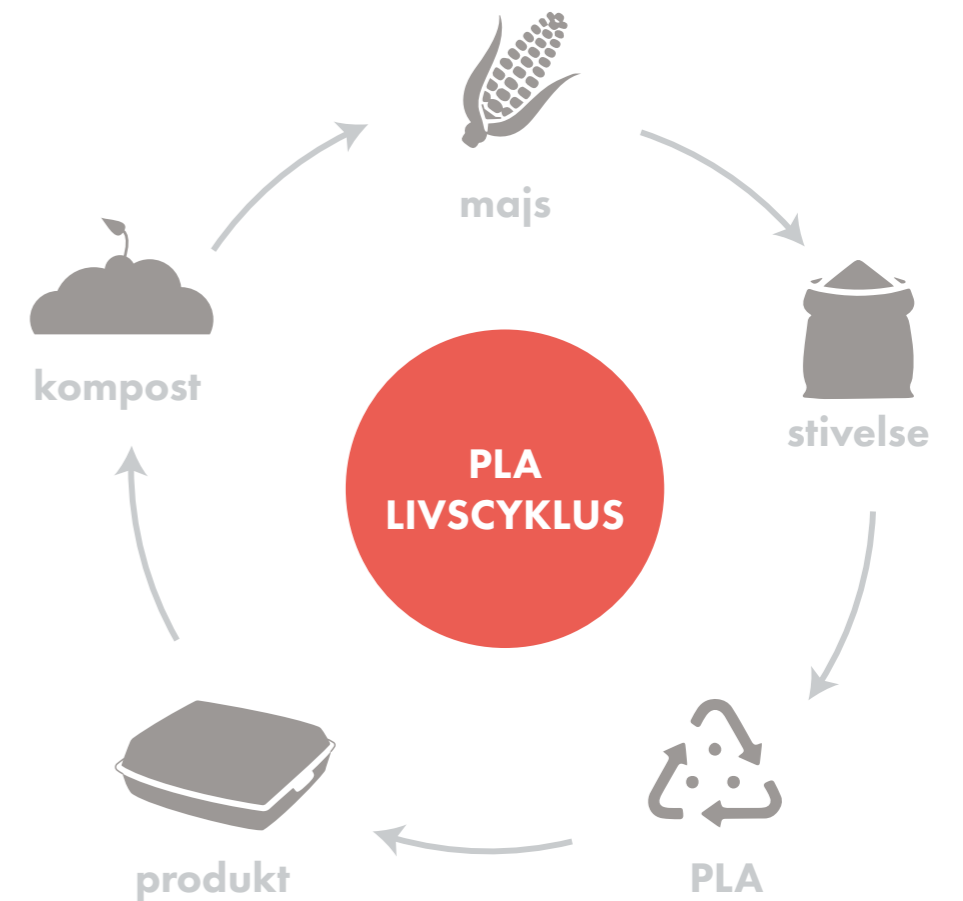 majs
stivelse
PLA
produkt
kompost
PLA
LIVSCYKLUS